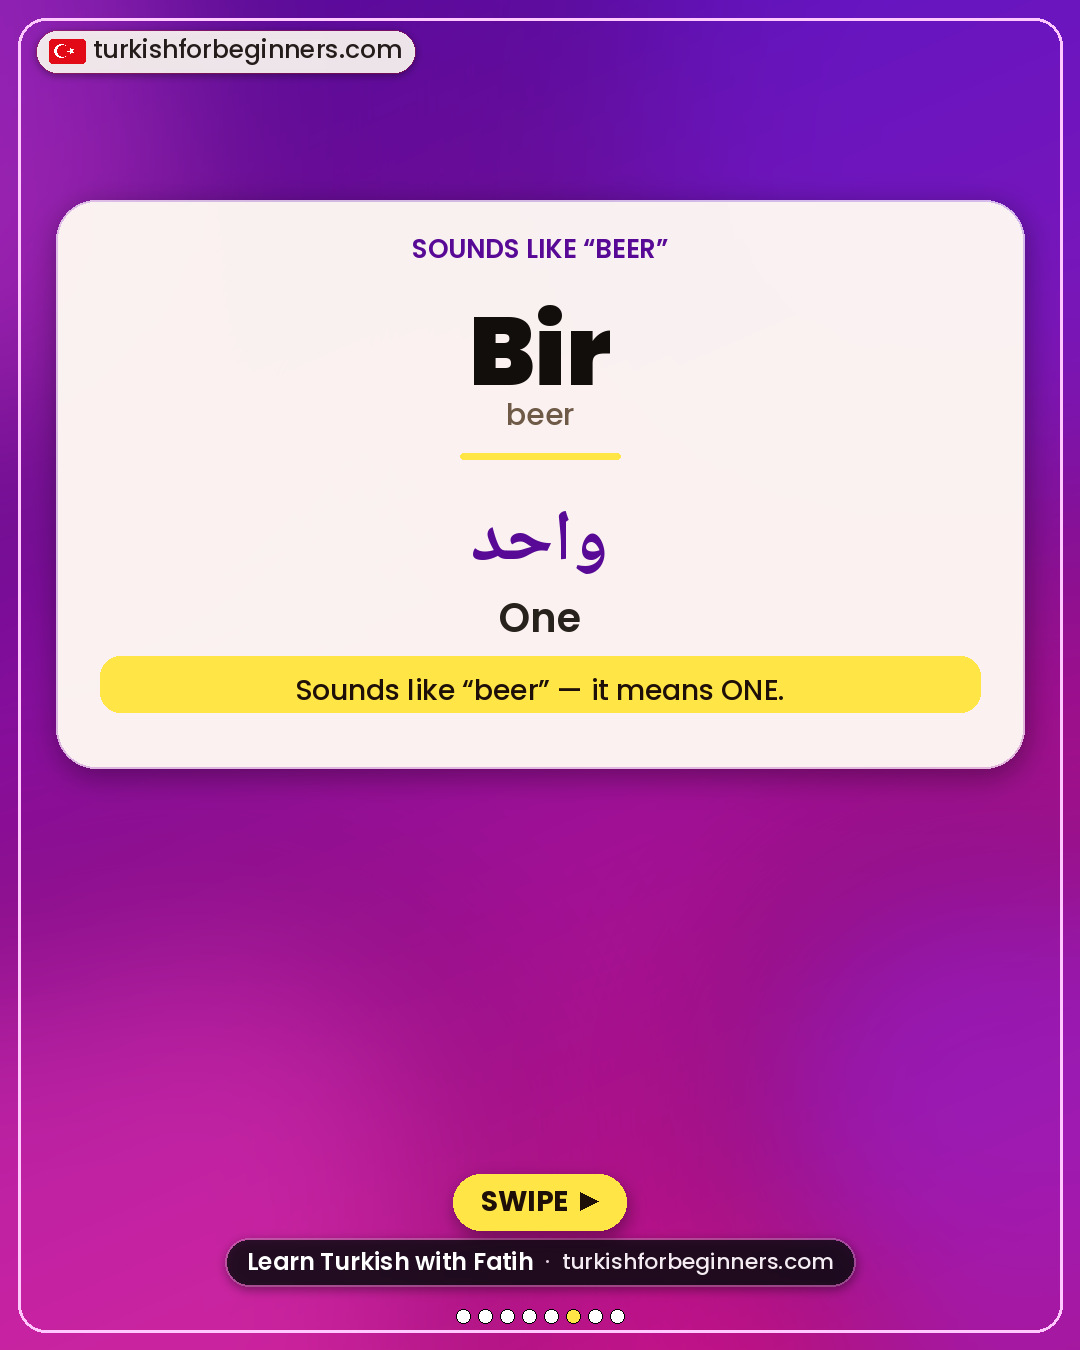 turkishforbeginners.com
SOUNDS LIKE “BEER”
Bir
beer
واحد
One
Sounds like “beer” — it means ONE.
SWIPE ▶
Learn Turkish with Fatih · turkishforbeginners.com